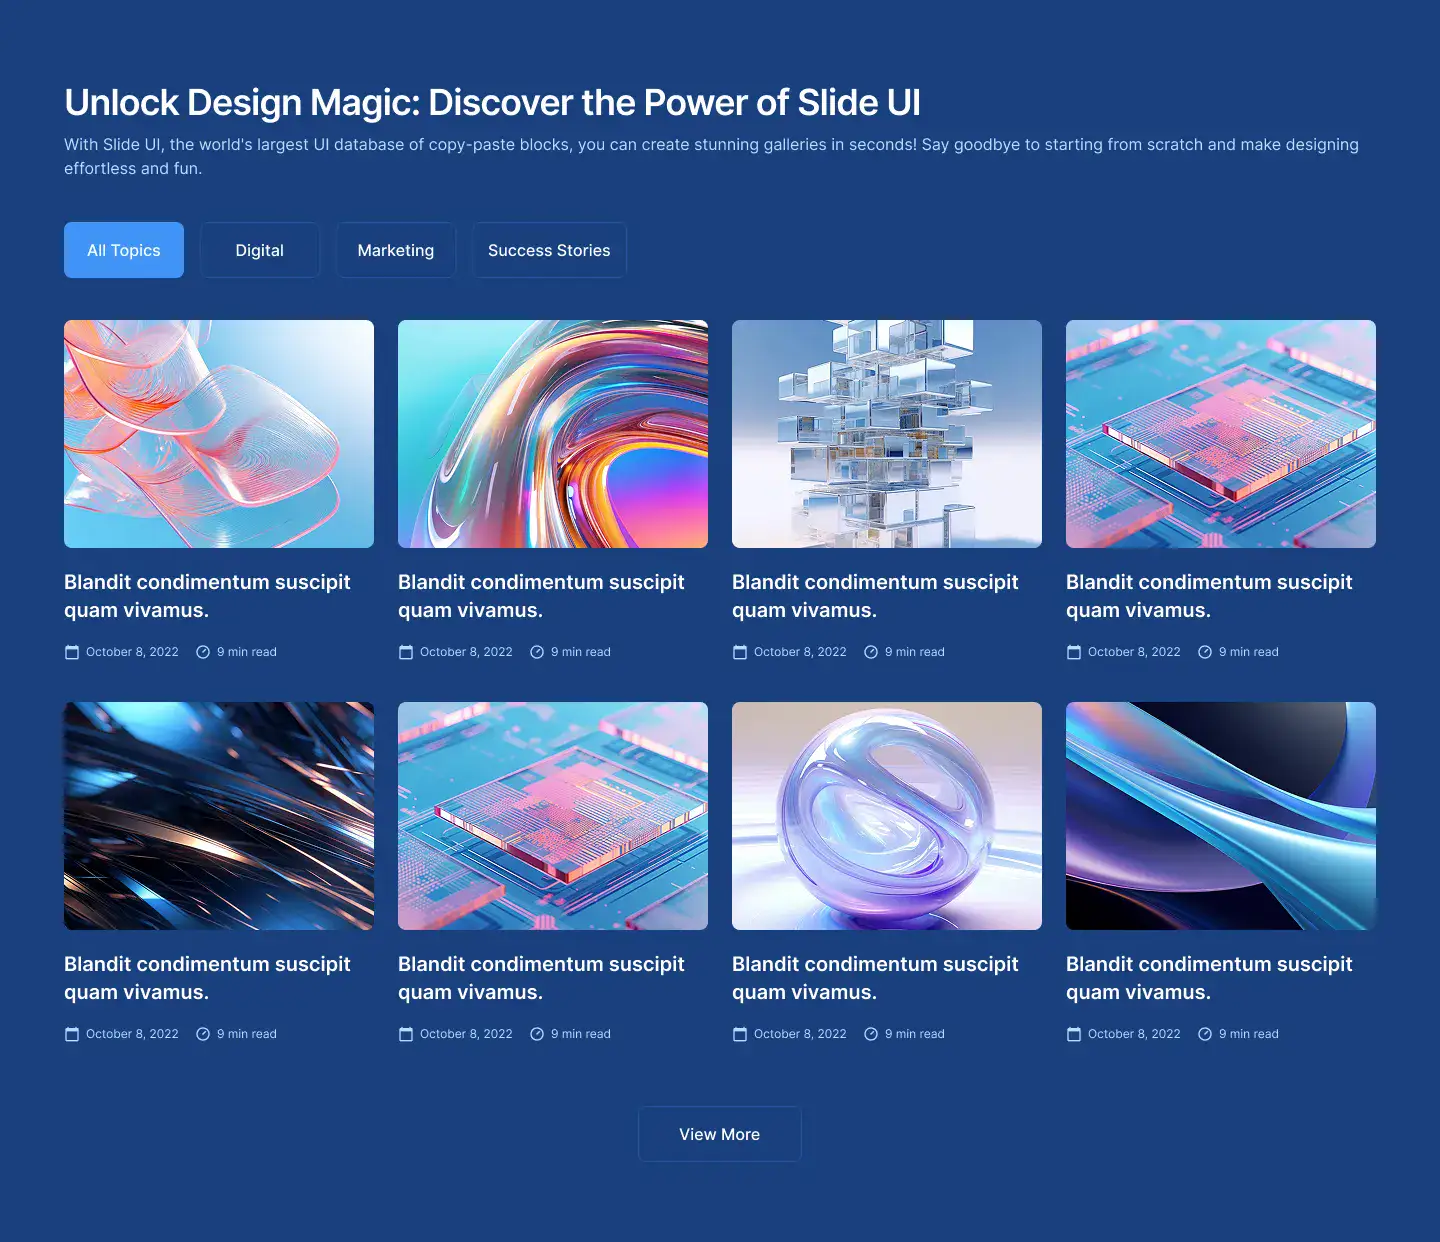 Unlock Design Magic: Discover the Power of Slide UI
With Slide UI, the world's largest UI database of copy-paste blocks, you can create stunning galleries in seconds! Say goodbye to starting from scratch and make designing
effortless and fun.
All Topics
Digital
Marketing
Success Stories
Blandit condimentum suscipit
quam vivamus.
October 8, 2022
9 min read
Blandit condimentum suscipit
quam vivamus.
October 8, 2022
9 min read
Blandit condimentum suscipit
quam vivamus.
October 8, 2022
9 min read
Blandit condimentum suscipit
quam vivamus.
October 8, 2022
9 min read
Blandit condimentum suscipit
quam vivamus.
October 8, 2022
9 min read
Blandit condimentum suscipit
quam vivamus.
October 8, 2022
9 min read
Blandit condimentum suscipit
quam vivamus.
October 8, 2022
9 min read
Blandit condimentum suscipit
quam vivamus.
October 8, 2022
9 min read
View More